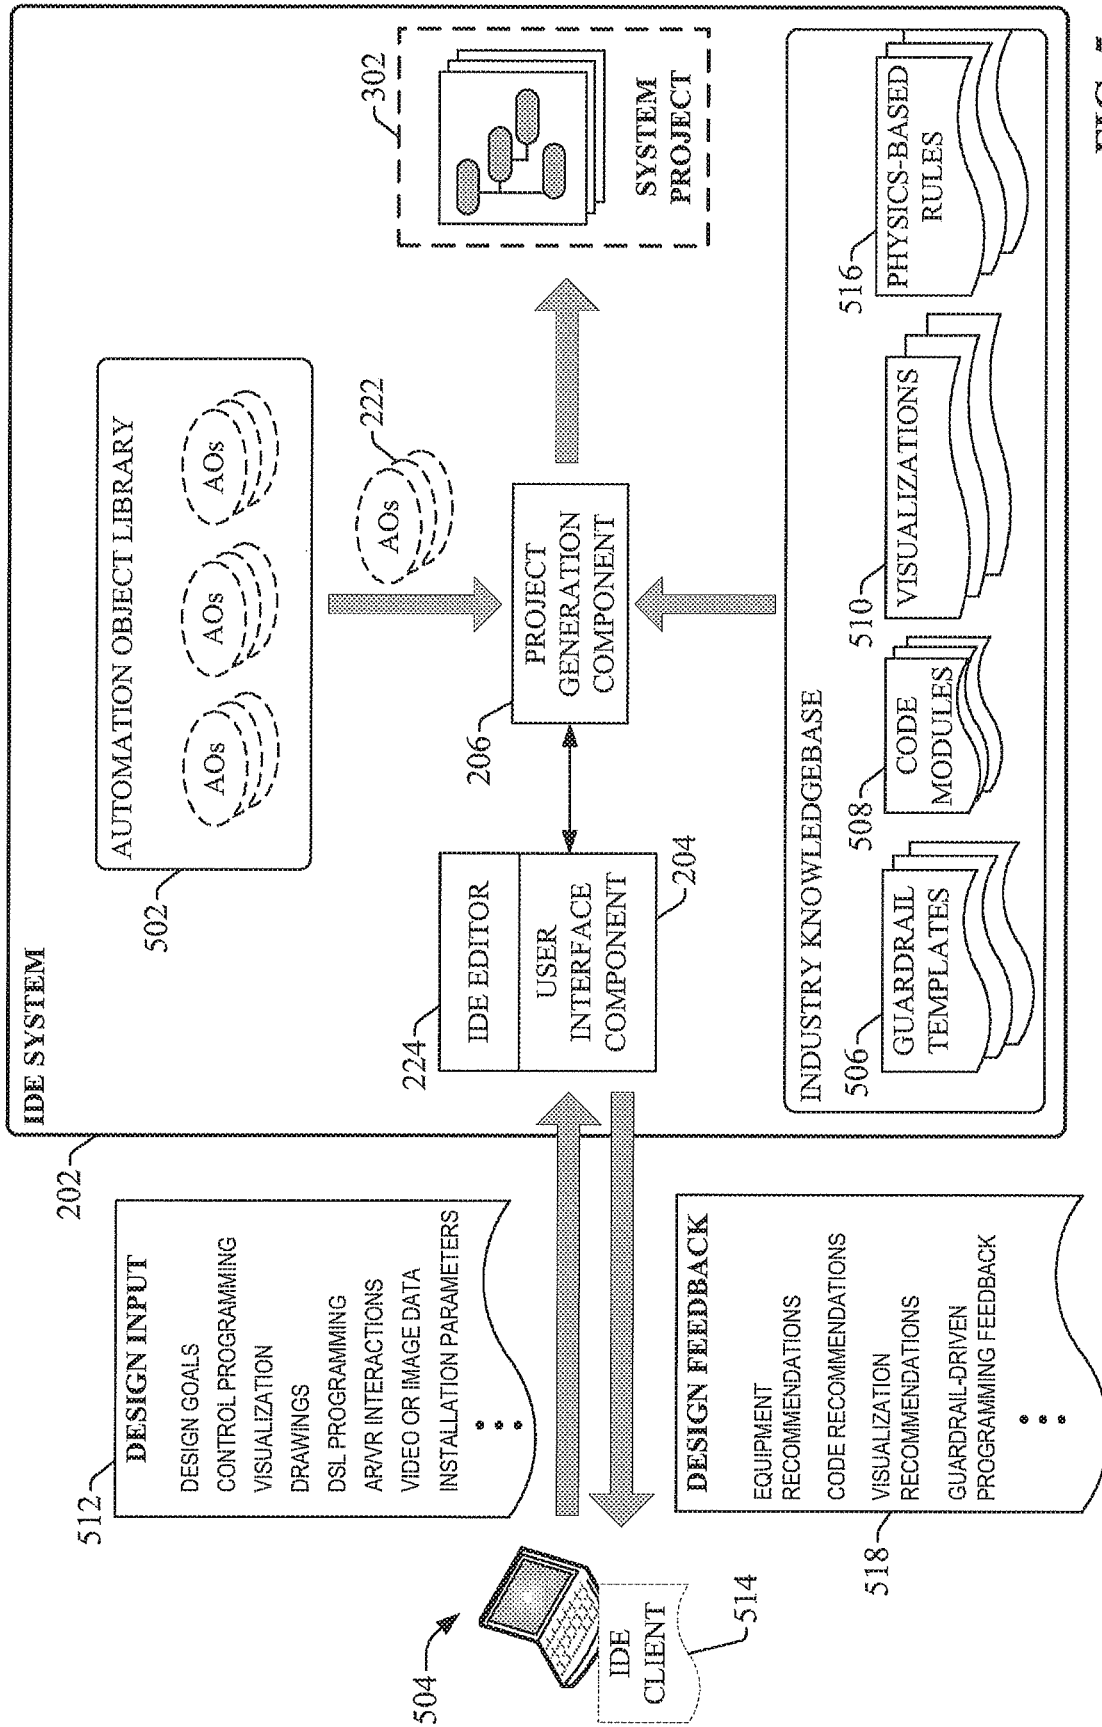 IDE SYSTEM
202
AUTOMATION OBJECT LIBRARY
AOs
AOs
AOs
502
AOs
222
302
SYSTEM
PROJECT
224
IDE EDITOR
USER
INTERFACE
COMPONENT
204
206
PROJECT
GENERATION
COMPONENT
INDUSTRY KNOWLEDGEBASE
506
GUARDRAIL
TEMPLATES
508
CODE
MODULES
510
VISUALIZATIONS
516
PHYSICS-BASED
RULES
512
DESIGN INPUT
DESIGN GOALS
CONTROL PROGRAMMING
VISUALIZATION
DRAWINGS
DSL PROGRAMMING
AR/VR INTERACTIONS
VIDEO OR IMAGE DATA
INSTALLATION PARAMETERS
504
IDE
CLIENT
514
DESIGN FEEDBACK
EQUIPMENT
RECOMMENDATIONS
CODE RECOMMENDATIONS
VISUALIZATION
RECOMMENDATIONS
GUARDRAIL-DRIVEN
PROGRAMMING FEEDBACK
518